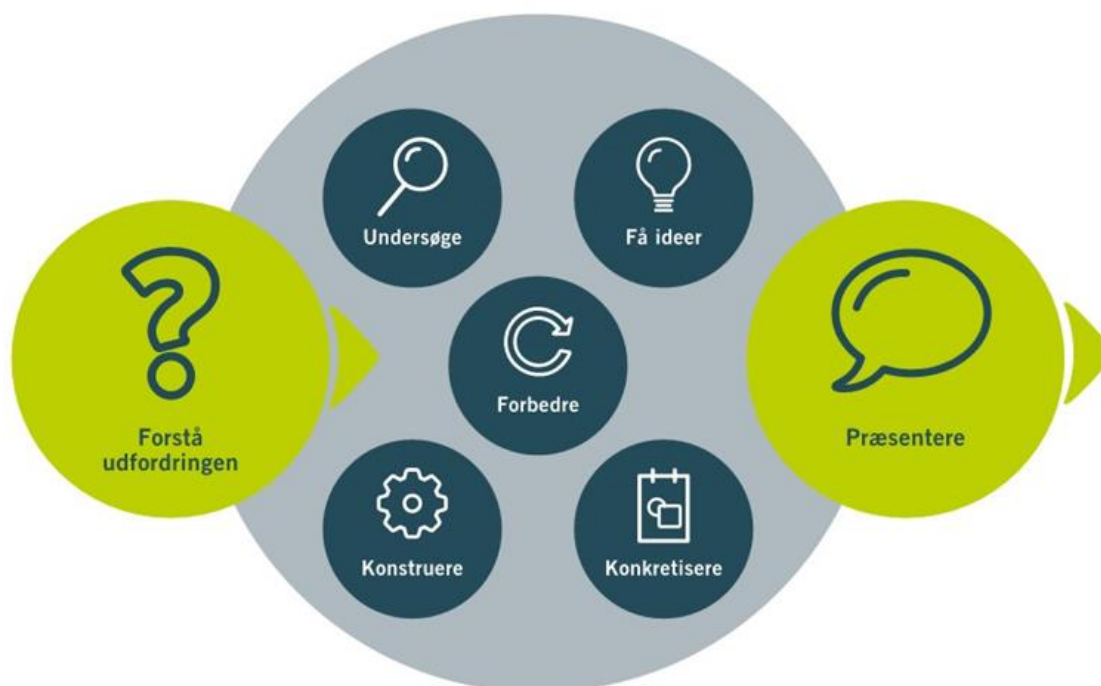 Forstå
udfordringen
Undersøge
Få ideer
Forbedre
Konstruere
Konkretisere
Præsentere